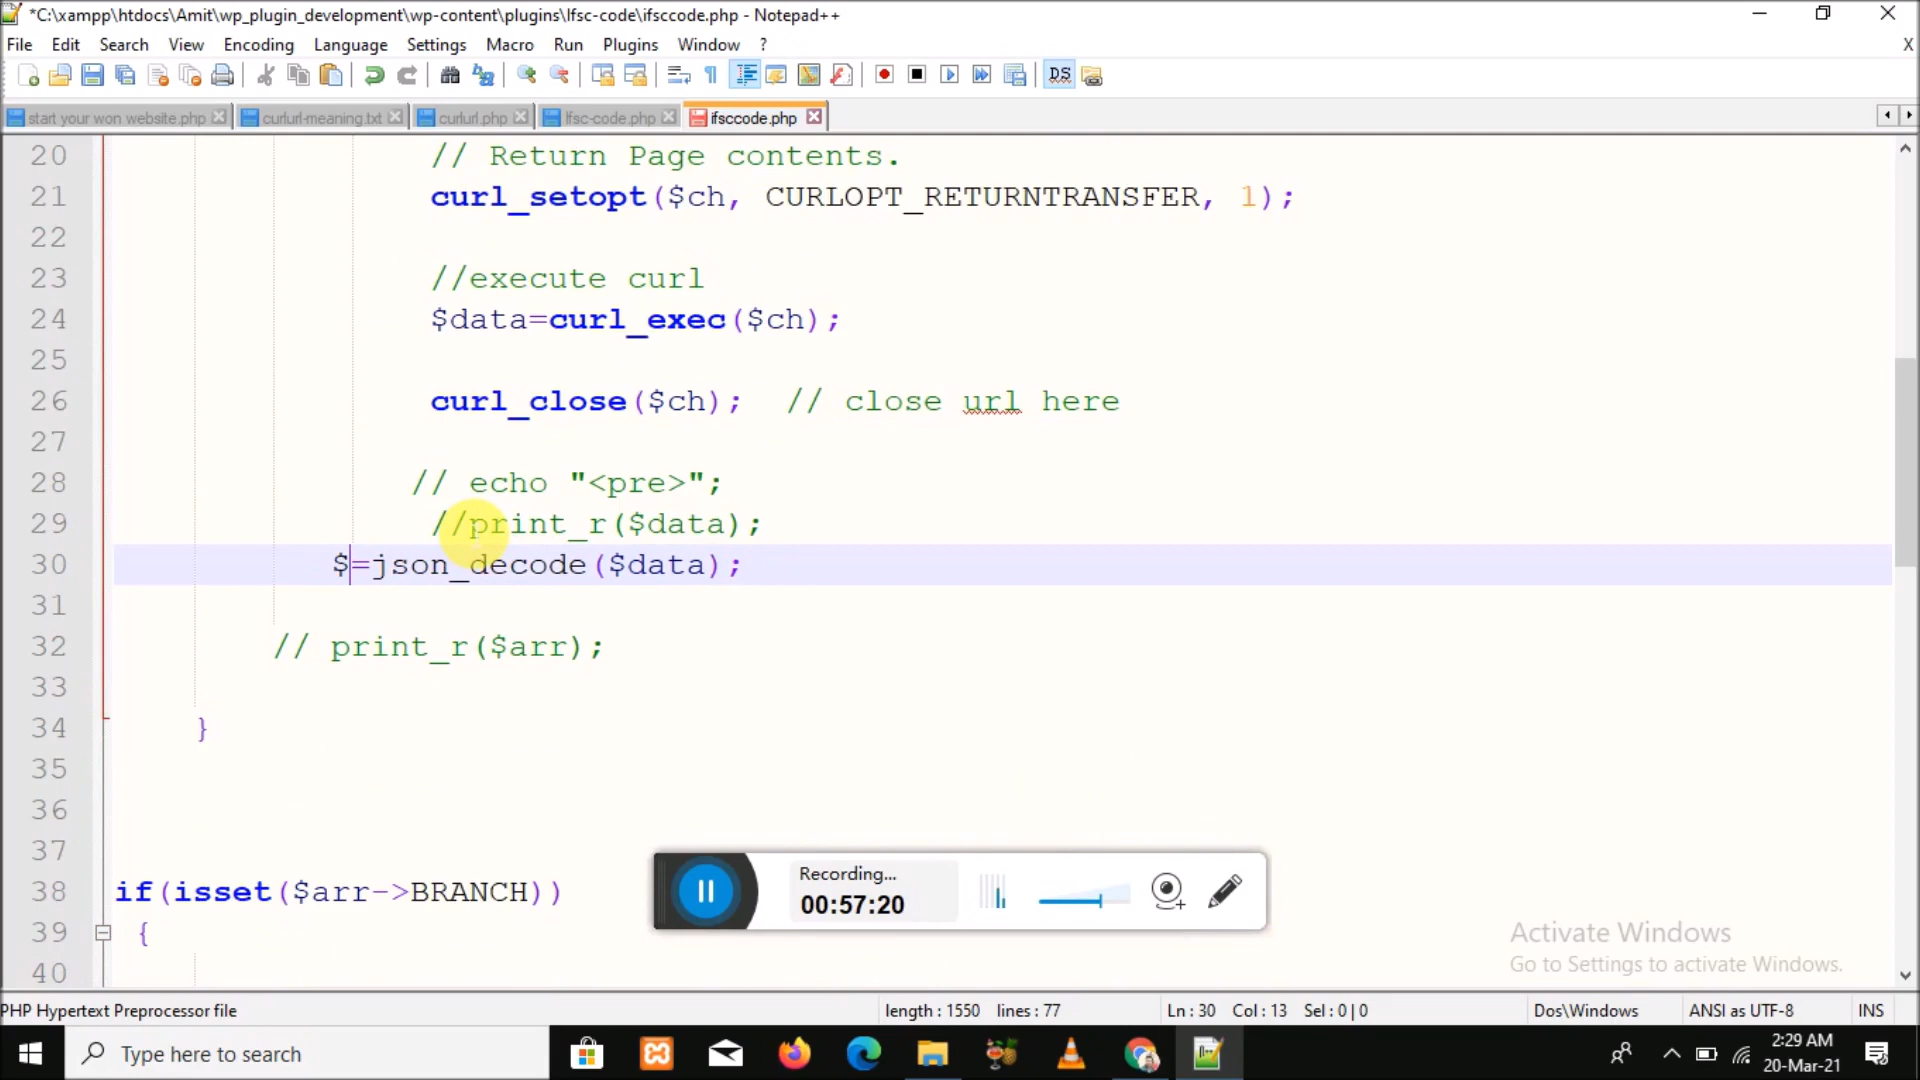 *C:\xampp\htdocs\Amit\wp_plugin_development\wp-content\plugins\Ifsc-code\ifsccode.php - Notepad++
File Edit Search View Encoding Language Settings Macro Run Plugins Window ? X
start your won website.php curlurl-meaning.txt curlurl.php Ifsc-code.php ifsccode.php
20 // Return Page contents.
21 curl_setopt($ch, CURLOPT_RETURNTRANSFER, 1);
22
23 //execute curl
24 $data=curl_exec($ch);
25
26 curl_close($ch); // close url here
27
28 // echo "<pre>";
29 //print_r($data);
30 $=json_decode($data);
31
32 // print_r($arr);
33
34 }
35
36
37
38 if(isset($arr->BRANCH))
39 {
40
Recording...
00:57:20
Activate Windows
Go to Settings to activate Windows.
PHP Hypertext Preprocessor file length : 1550 lines : 77 Ln : 30 Col : 13 Sel : 0 | 0 Dos\Windows ANSI as UTF-8 INS
Type here to search
2:29 AM
20-Mar-21